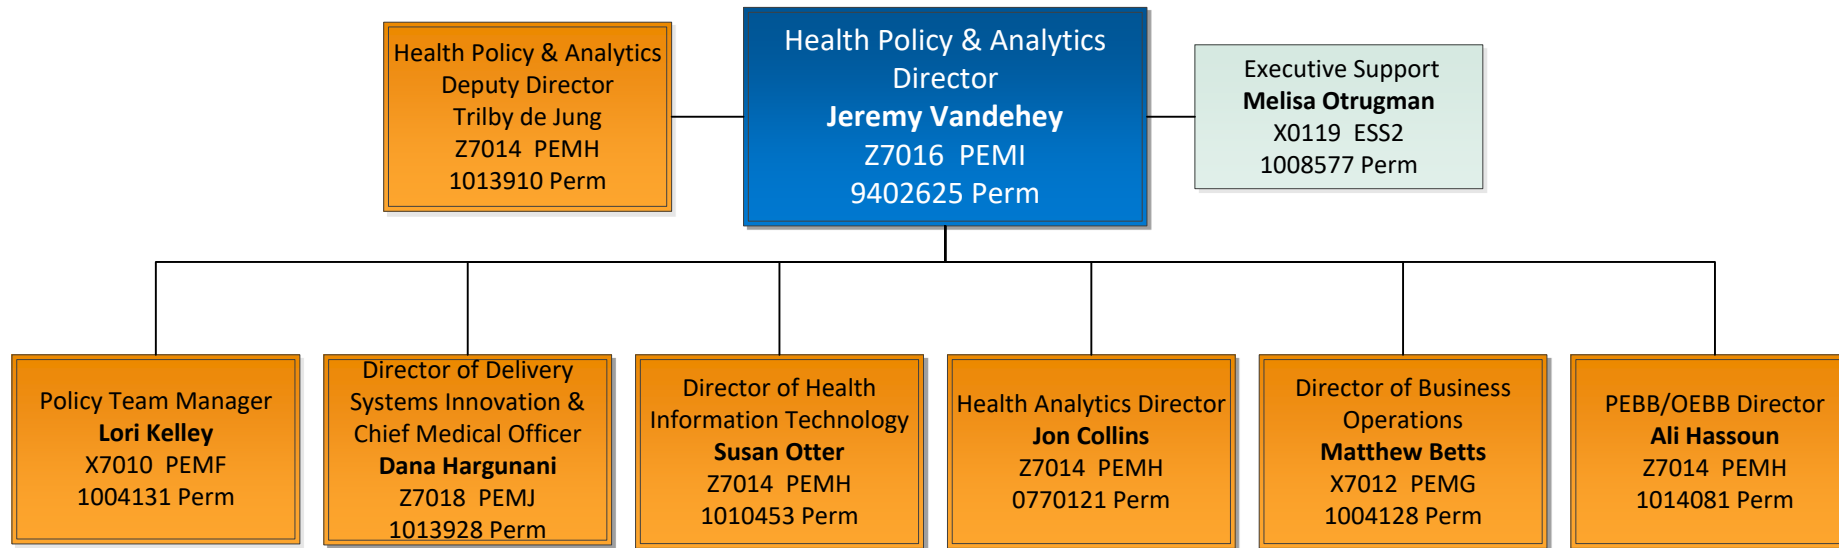 Health Policy & Analytics
Deputy Director
Trilby de Jung
Z7014 PEMH
1013910 Perm
Health Policy & Analytics
Director
Jeremy Vandehey
Z7016 PEMI
9402625 Perm
Executive Support
Melisa Otrugman
X0119 ESS2
1008577 Perm
Policy Team Manager
Lori Kelley
X7010 PEMF
1004131 Perm
Director of Delivery
Systems Innovation &
Chief Medical Officer
Dana Hargunani
Z7018 PEMJ
1013928 Perm
Director of Health
Information Technology
Susan Otter
Z7014 PEMH
1010453 Perm
Health Analytics Director
Jon Collins
Z7014 PEMH
0770121 Perm
Director of Business
Operations
Matthew Betts
X7012 PEMG
1004128 Perm
PEBB/OEBB Director
Ali Hassoun
Z7014 PEMH
1014081 Perm